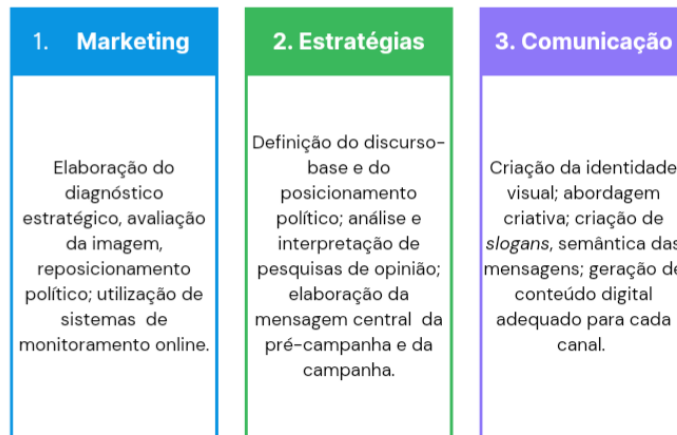 1. Marketing
Elaboração do
diagnóstico
estratégico, avaliação
da imagem,
reposicionamento
político; utilização de
sistemas de
monitoramento online.
2. Estratégias
Definição do discurso-
base e do
posicionamento
político; análise e
interpretação de
pesquisas de opinião;
elaboração da
mensagem central da
pré-campanha e da
campanha.
3. Comunicação
Criação da identidade
visual; abordagem
criativa; criação de
slogans, semântica das
mensagens; geração de
conteúdo digital
adequado para cada
canal.